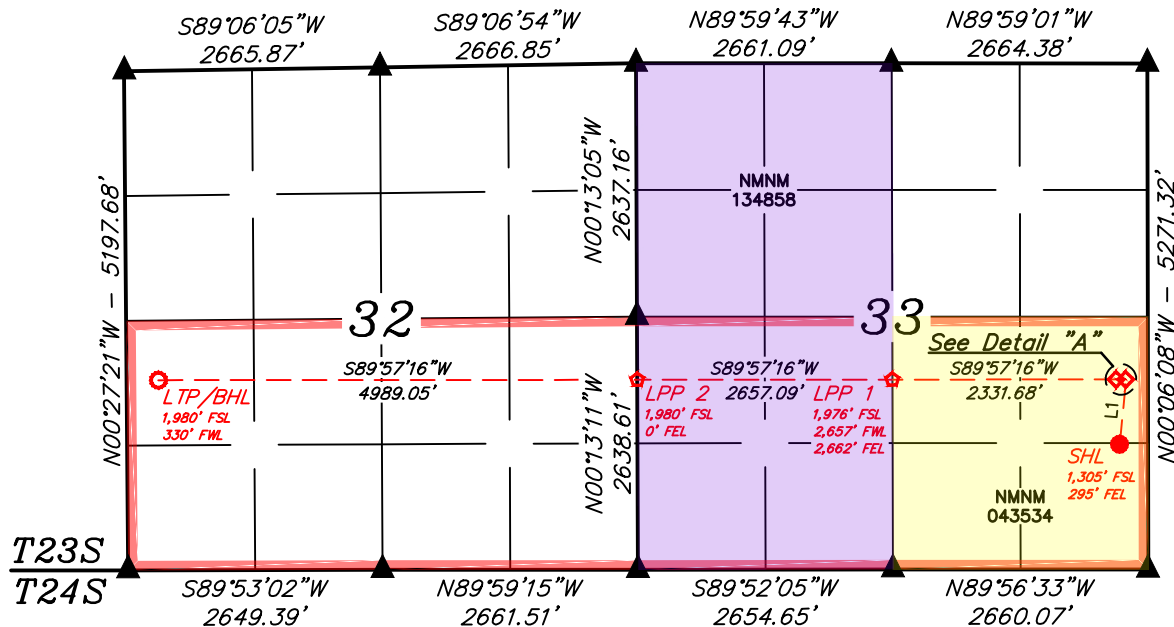 S89°06'05"W
2665.87'
S89°06'54"W
2666.85'
N89°59'43"W
2661.09'
N89°59'01"W
2664.38'
N00°27'21"W – 5197.68'
N00°13'05"W
2637.16'
NMNM
134858
N00°06'08"W – 5271.32'
32
33
See Detail "A"
S89°57'16"W
4989.05'
S89°57'16"W
2657.09'
S89°57'16"W
2331.68'
LTP/BHL
1,980' FSL
330' FWL
N00°13'11"W
2638.61'
LPP 2
1,980' FSL
0' FEL
LPP 1
1,976' FSL
2,657' FWL
2,662' FEL
L1
SHL
1,305' FSL
295' FEL
NMNM
043534
T23S
T24S
S89°53'02"W
2649.39'
N89°59'15"W
2661.51'
S89°52'05"W
2654.65'
N89°56'33"W
2660.07'